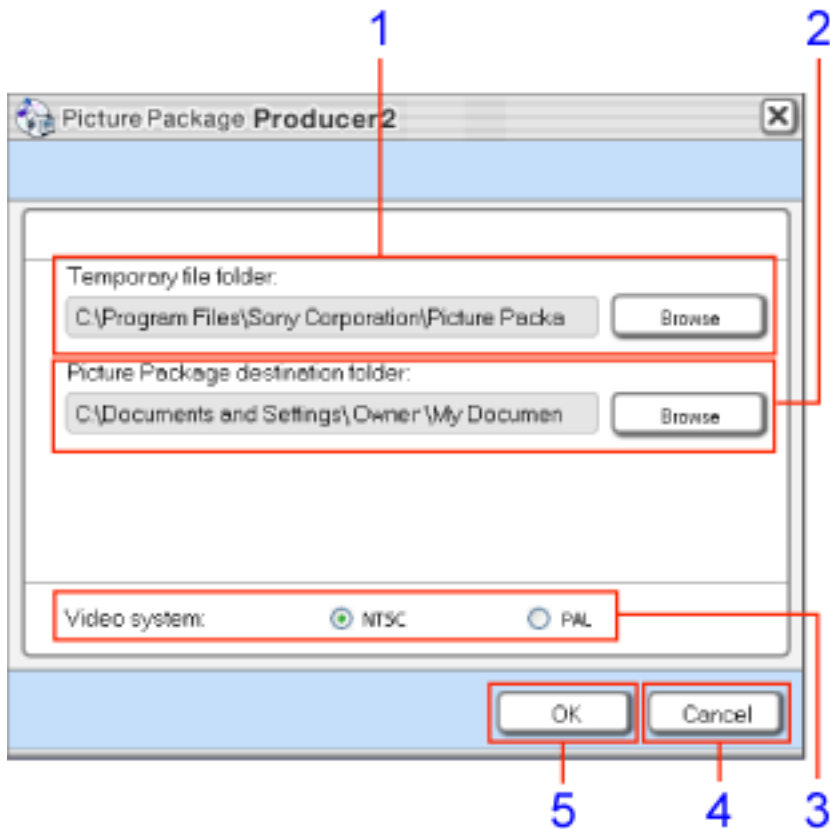 1 2
Picture Package Producer2
Temporary file folder:
C:\Program Files\Sony Corporation\Picture Packa Browse
Picture Package destination folder:
C:\Documents and Settings\ Owner \My Documen Browse
Video system: NTSC PAL
OK Cancel
5 4 3